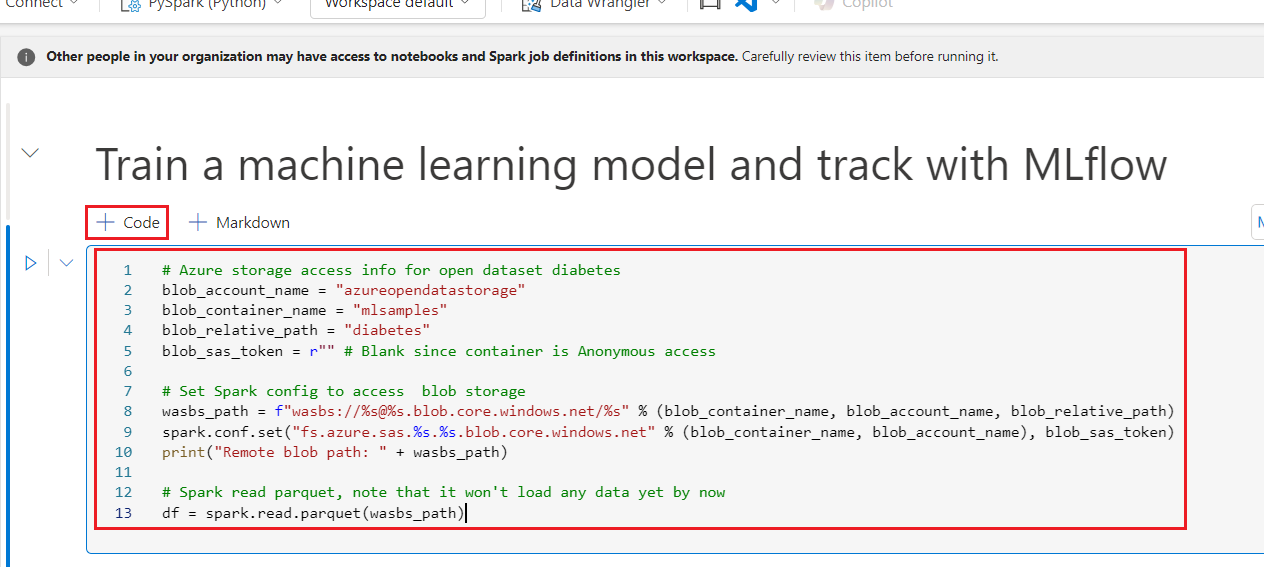 Connect PySpark (Python) Workspace default Data Wrangler Copilot
Other people in your organization may have access to notebooks and Spark job definitions in this workspace. Carefully review this item before running it.
Train a machine learning model and track with MLflow
Code Markdown
1 # Azure storage access info for open dataset diabetes
2 blob_account_name = "azureopendatastorage"
3 blob_container_name = "mlsamples"
4 blob_relative_path = "diabetes"
5 blob_sas_token = r"" # Blank since container is Anonymous access
6
7 # Set Spark config to access  blob storage
8 wasbs_path = f"wasbs://%s@%s.blob.core.windows.net/%s" % (blob_container_name, blob_account_name, blob_relative_path)
9 spark.conf.set("fs.azure.sas.%s.%s.blob.core.windows.net" % (blob_container_name, blob_account_name), blob_sas_token)
10 print("Remote blob path: " + wasbs_path)
11
12 # Spark read parquet, note that it won't load any data yet by now
13 df = spark.read.parquet(wasbs_path)